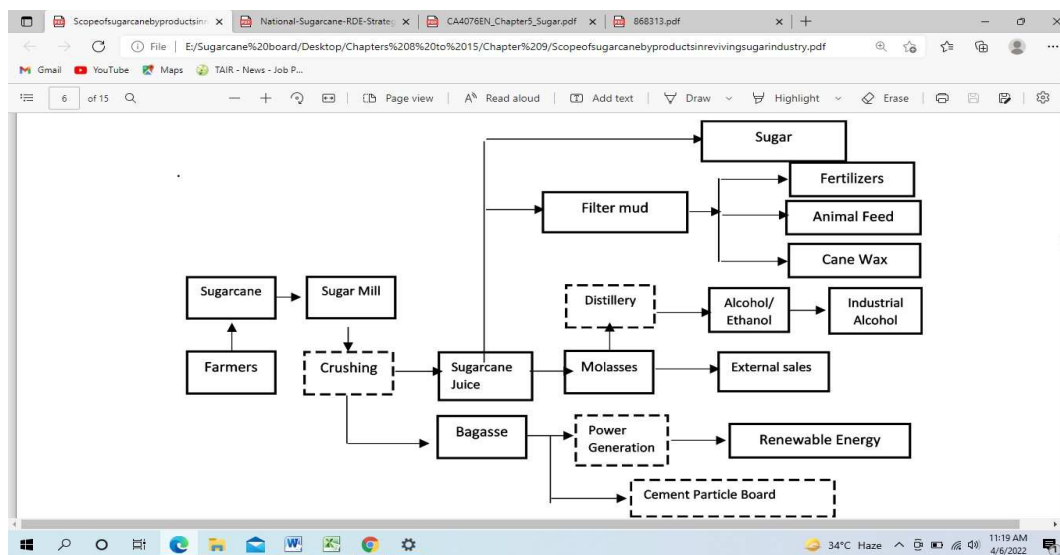 Scopeofsugarcanebyproductsinr
National-Sugarcane-RDE-Strateg
CA4076EN_Chapter5_Sugar.pdf
868313.pdf
File
E:/Sugarcane%20board/Desktop/Chapters%208%20to%2015/Chapter%209/Scopeofsugarcanebyproductsinrevivingsugarindustry.pdf
Gmail
YouTube
Maps
TAIR - News - Job P...
6 of 15
Page view
Read aloud
Add text
Draw
Highlight
Erase
Sugar
Filter mud
Fertilizers
Animal Feed
Cane Wax
Sugarcane
Sugar Mill
Distillery
Alcohol/
Ethanol
Industrial
Alcohol
Farmers
Crushing
Sugarcane
Juice
Molasses
External sales
Bagasse
Power
Generation
Renewable Energy
Cement Particle Board
34°C Haze
11:19 AM
4/6/2022